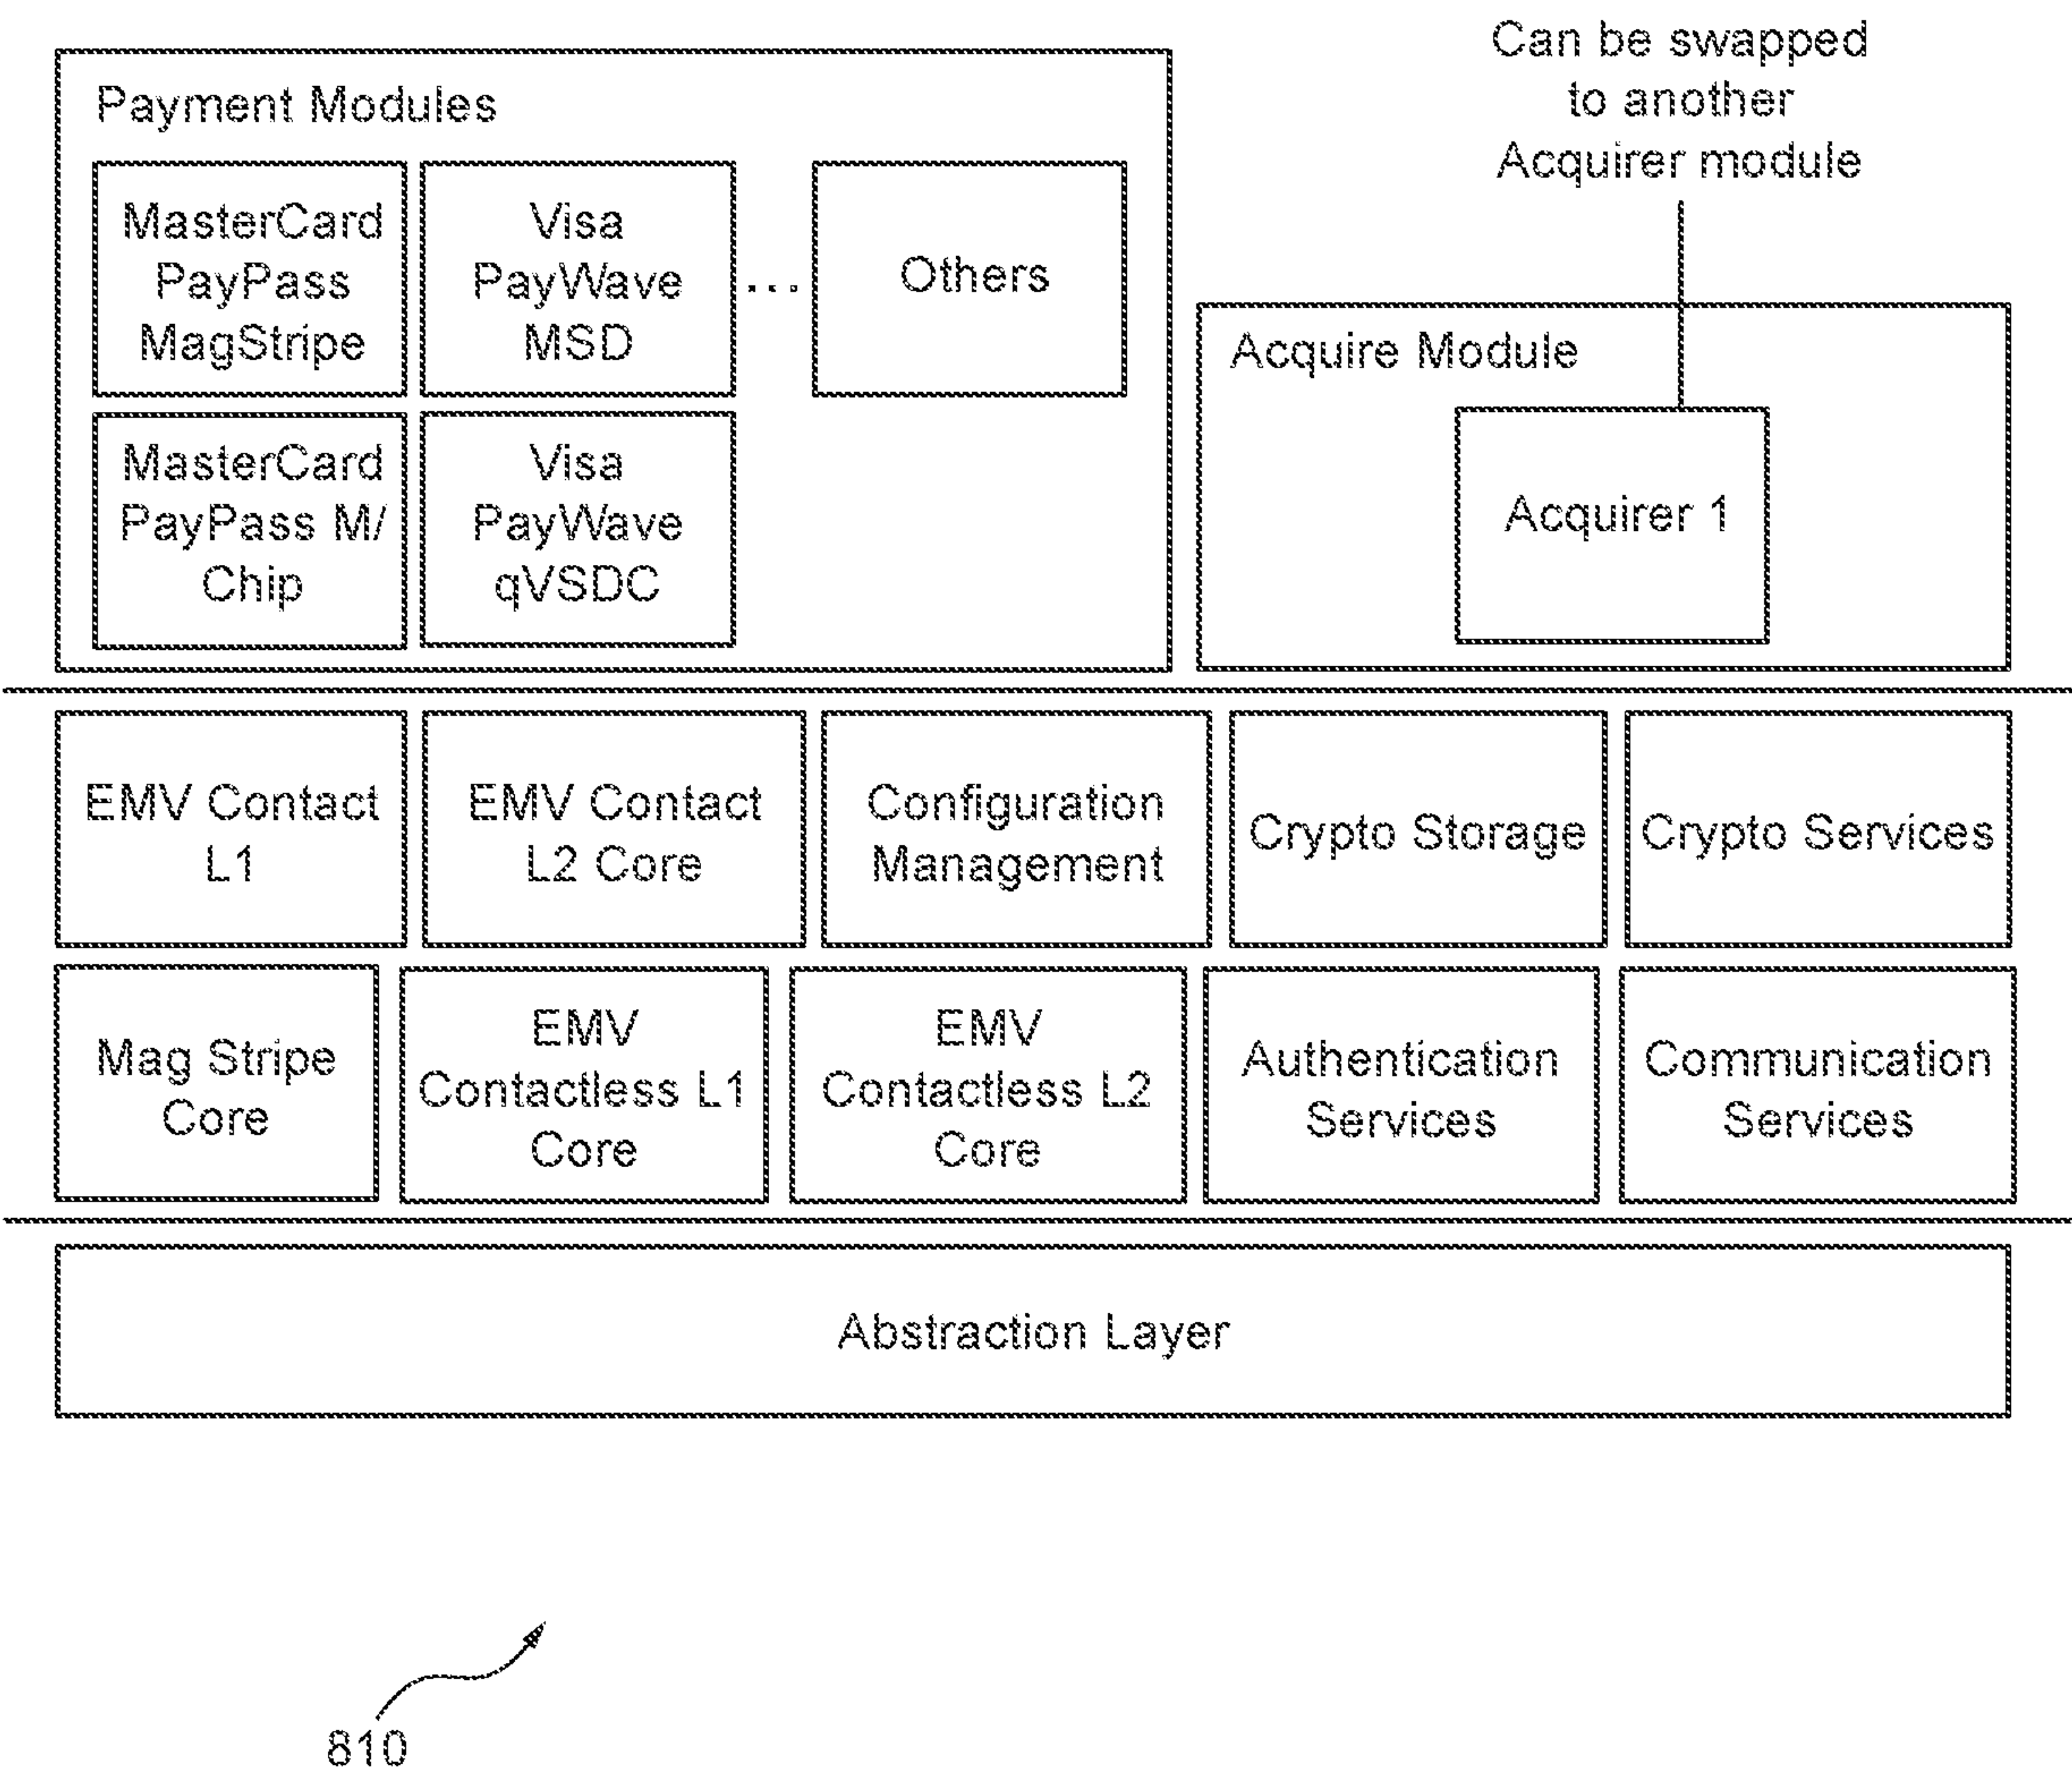 Can be swapped
to another
Acquirer module
Payment Modules
MasterCard
PayPass
MagStripe
Visa
PayWave
MSD
...
Others
MasterCard
PayPass M/
Chip
Visa
PayWave
qVSDC
Acquire Module
Acquirer 1
EMV Contact
L1
EMV Contact
L2 Core
Configuration
Management
Crypto Storage
Crypto Services
Mag Stripe
Core
EMV
Contactless L1
Core
EMV
Contactless L2
Core
Authentication
Services
Communication
Services
Abstraction Layer
810